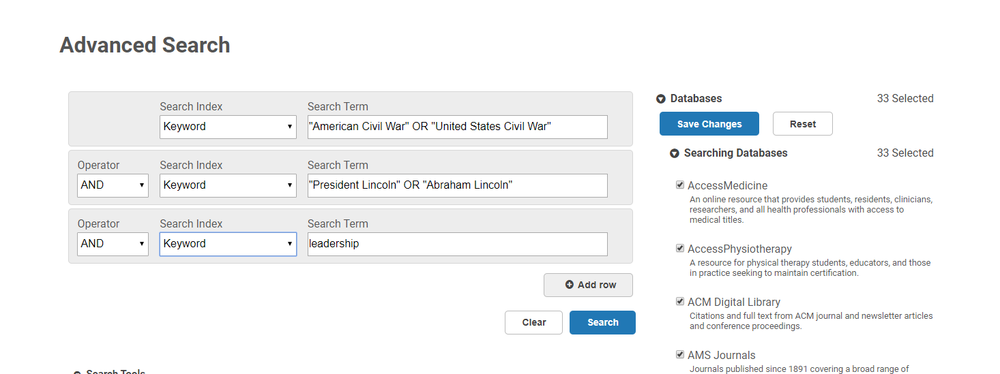 Advanced Search
Search Index Search Term
Keyword "American Civil War" OR "United States Civil War"
Operator Search Index Search Term
AND Keyword "President Lincoln" OR "Abraham Lincoln"
Operator Search Index Search Term
AND Keyword leadership
Add row
Clear Search
Search Tools
Databases 33 Selected
Save Changes Reset
Searching Databases 33 Selected
AccessMedicine
An online resource that provides students, residents, clinicians,
researchers, and all health professionals with access to
medical titles.
AccessPhysiotherapy
A resource for physical therapy students, educators, and those
in practice seeking to maintain certification.
ACM Digital Library
Citations and full text from ACM journal and newsletter articles
and conference proceedings.
AMS Journals
Journals published since 1891 covering a broad range of